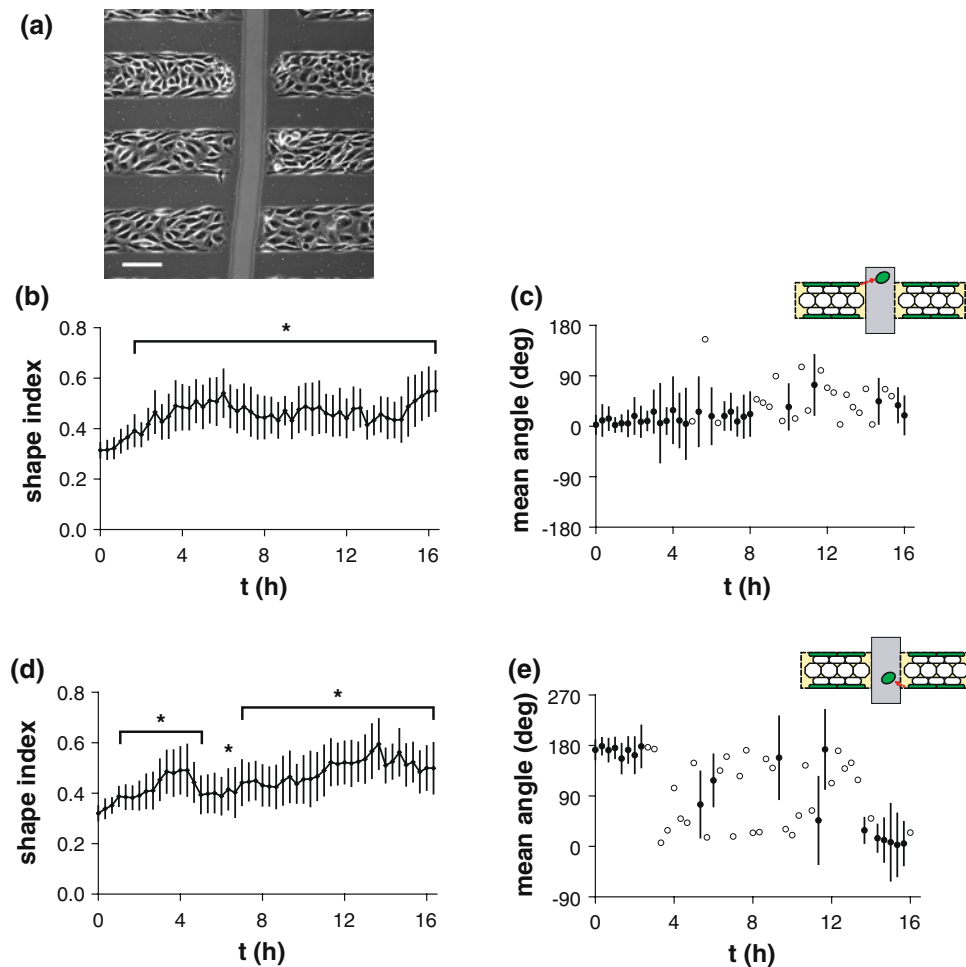 (a)
(b)
*
0.8
0.6
0.4
0.2
0.0
shape index
0 4 8 12 16
t (h)
(c)
180
90
0
-90
-180
mean angle (deg)
0 4 8 12 16
t (h)
(d)
* * *
0.8
0.6
0.4
0.2
0.0
shape index
0 4 8 12 16
t (h)
(e)
270
180
90
0
-90
mean angle (deg)
0 4 8 12 16
t (h)